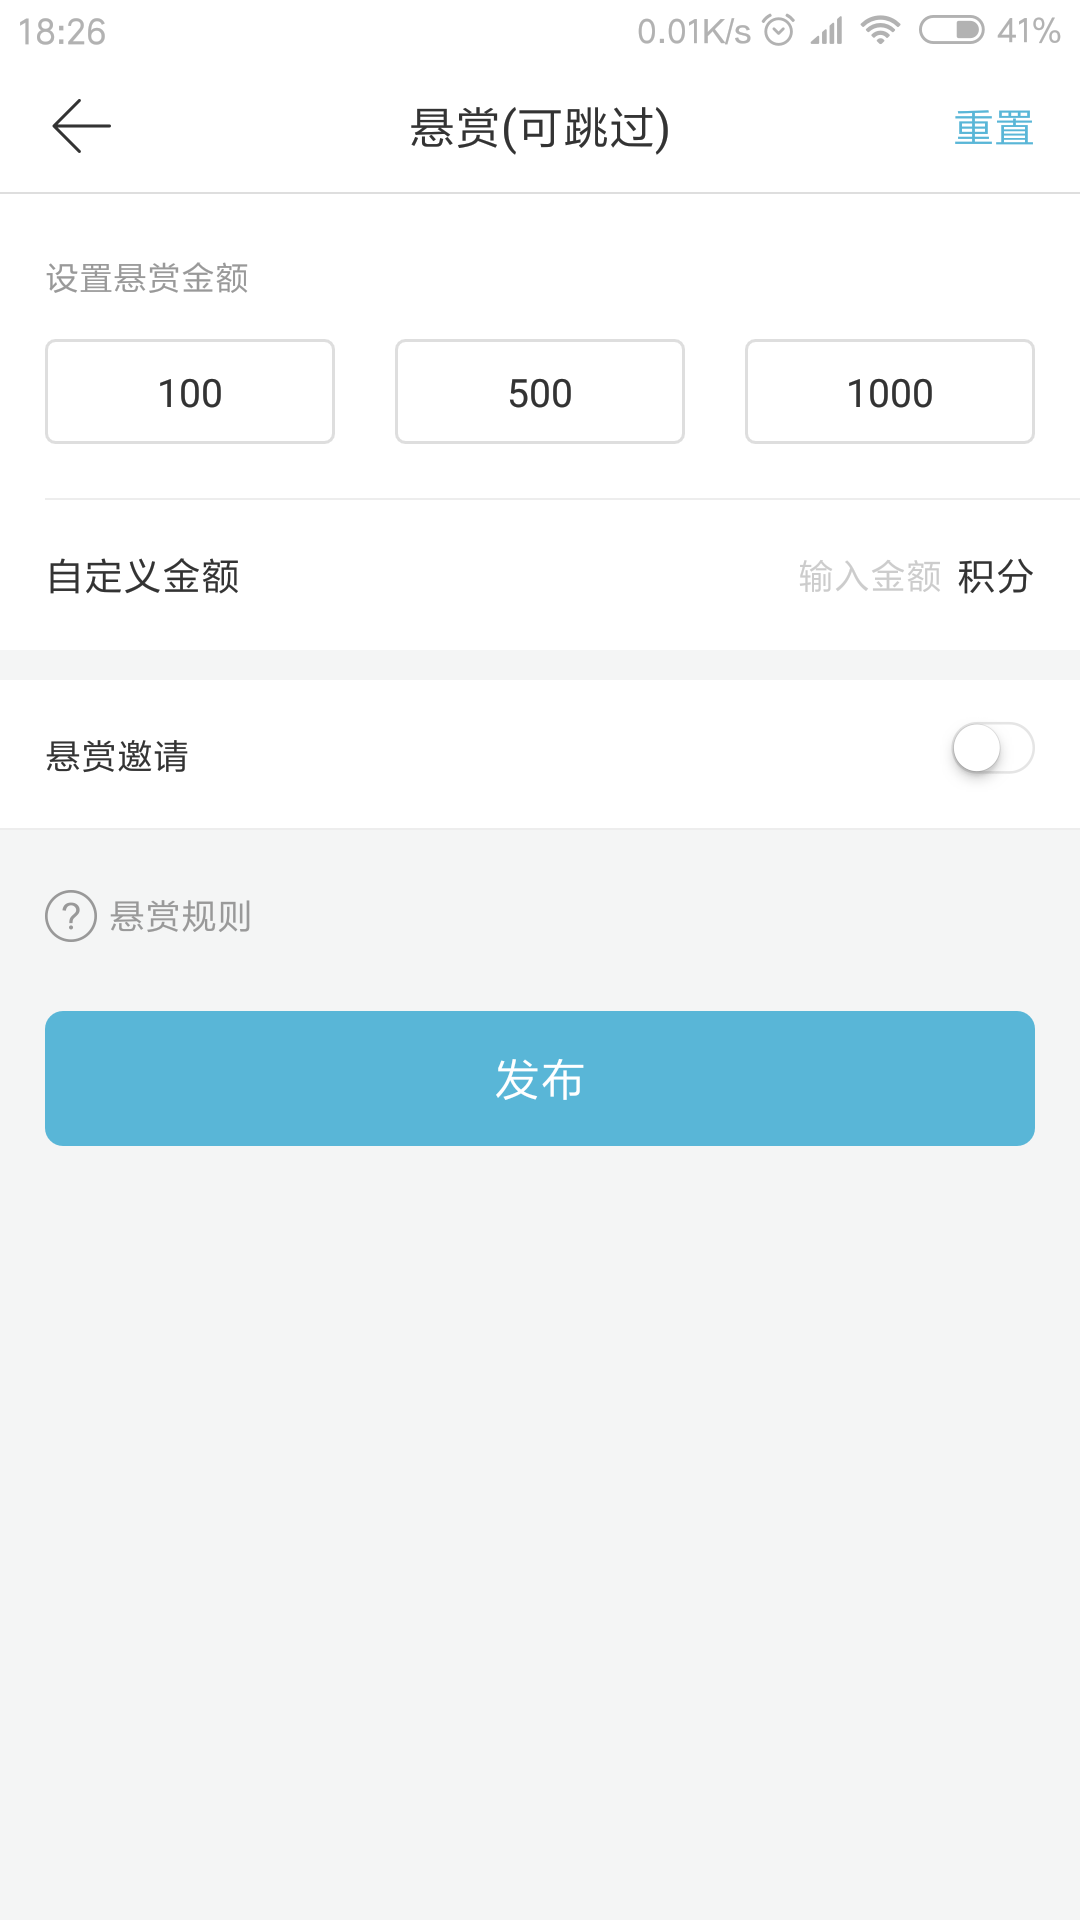 18:26 0.01K/s 41%
悬赏(可跳过) 重置
设置悬赏金额
100 500 1000
自定义金额 输入金额 积分
悬赏邀请
? 悬赏规则
发布